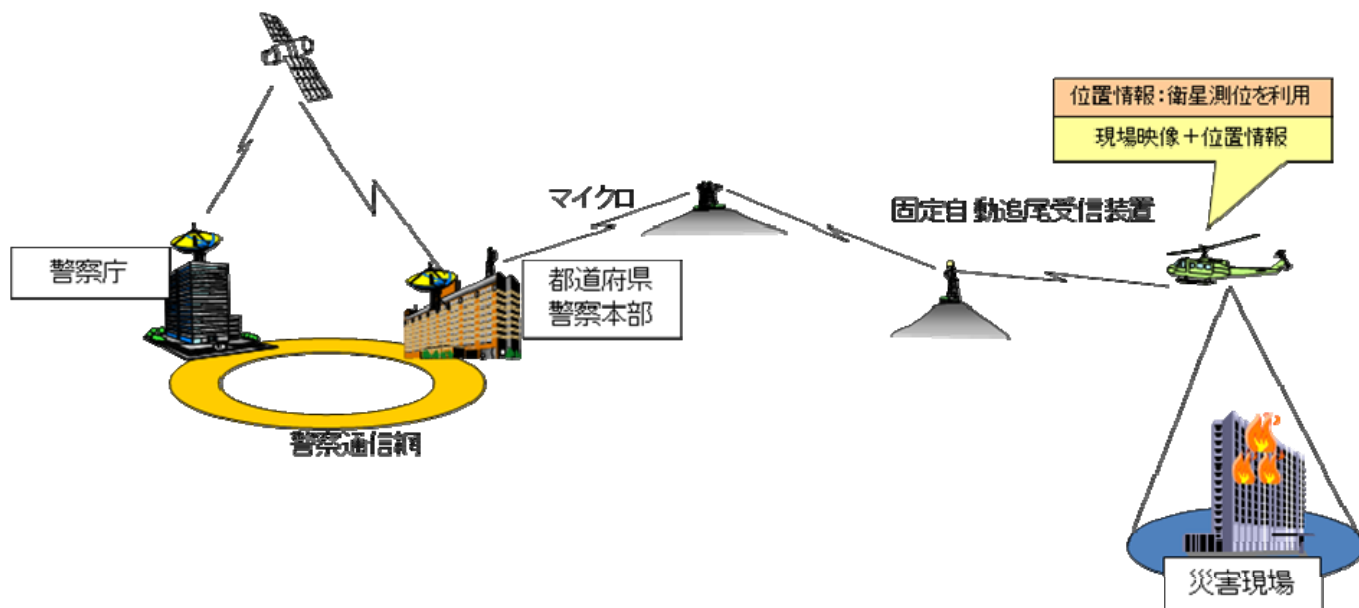 位置情報:衛星測位を利用
現場映像+位置情報
マイクロ
固定自動追尾受信装置
警察庁
都道府県
警察本部
警察通信網
災害現場